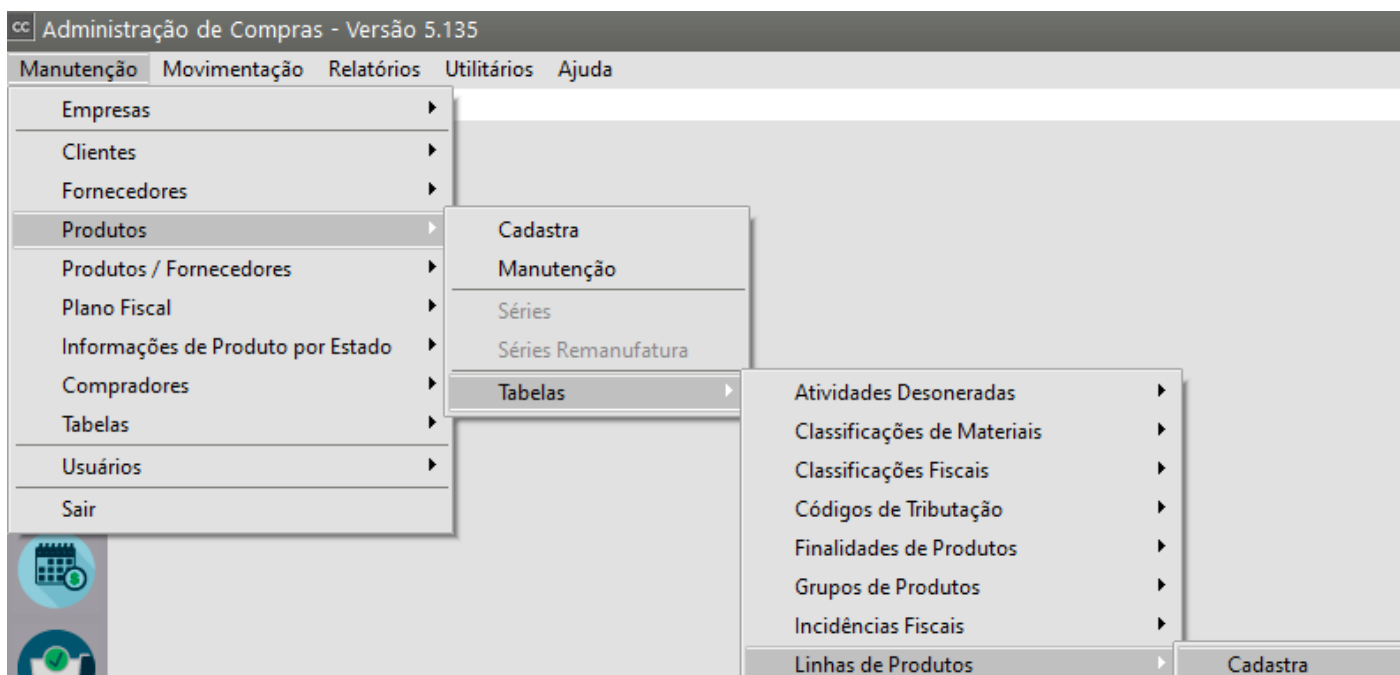 cc Administração de Compras - Versão 5.135
Manutenção Movimentação Relatórios Utilitários Ajuda
Empresas
Clientes
Fornecedores
Produtos
Produtos / Fornecedores
Plano Fiscal
Informações de Produto por Estado
Compradores
Tabelas
Usuários
Sair
Cadastra
Manutenção
Séries
Séries Remanufatura
Tabelas
Atividades Desoneradas
Classificações de Materiais
Classificações Fiscais
Códigos de Tributação
Finalidades de Produtos
Grupos de Produtos
Incidências Fiscais
Linhas de Produtos
Cadastra